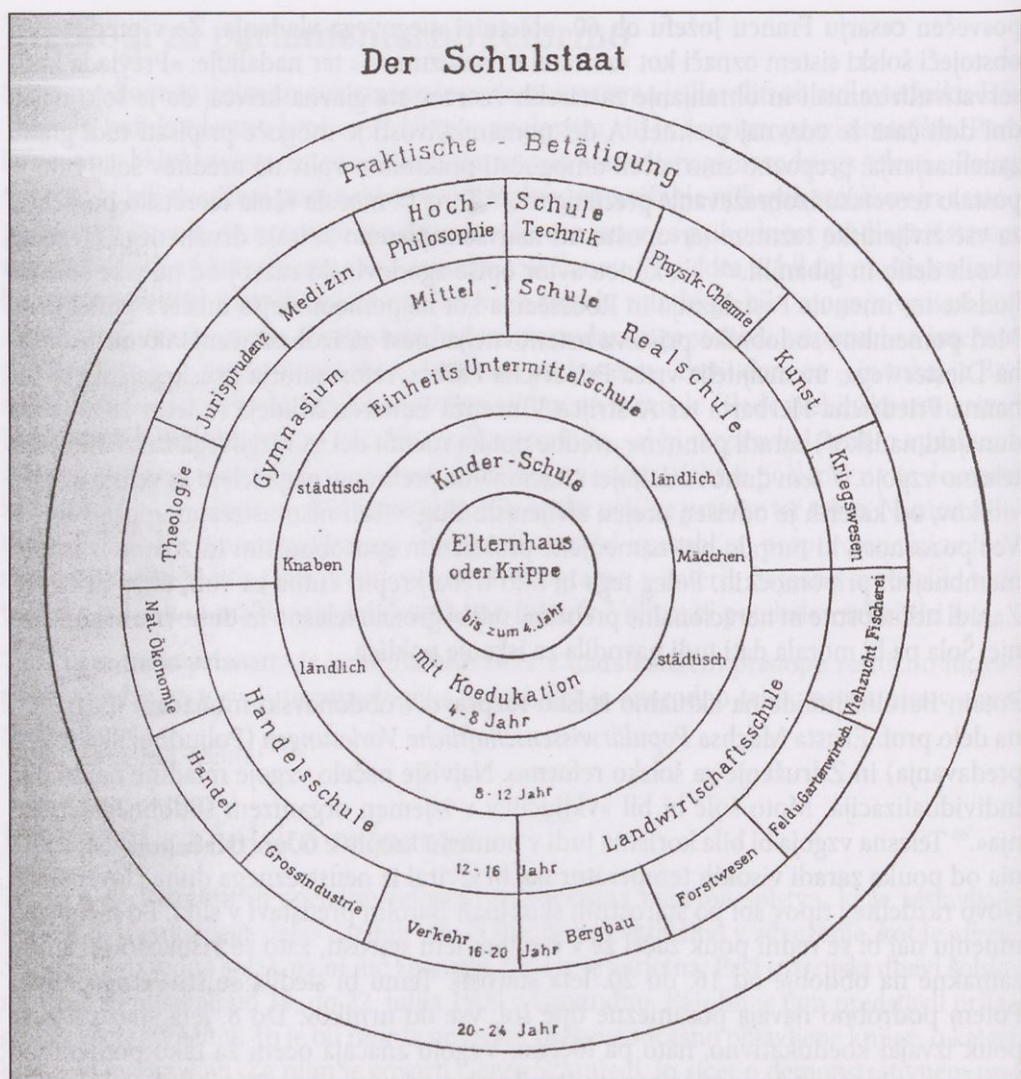 Der Schulstaat
Praktische - Betätigung
Hoch - Schule
Philosophie
Technik
Medizin
Physik-Chemie
Jurisprudenz
Kunst
Theologie
Kriegswesen
Nat. Ökonomie
Wallzucht Fischerei
Handel
Feldu.Gartenwirtsch
Grossindustrie
Forstwesen
Verkehr
Bergbau
Mittel - Schule
Gymnasium
Realschule
Handelsschule
Landwirtschaftsschule
Einheits Untermittelschule
städtisch
ländlich
Knaben
Mädchen
ländlich
städtisch
Kinder-Schule
Elternhaus
oder Krippe
bis zum 4. Jahr
mit Koedukation
4-8 Jahr
8-12 Jahr
12-16 Jahr
16-20 Jahr
20-24 Jahr